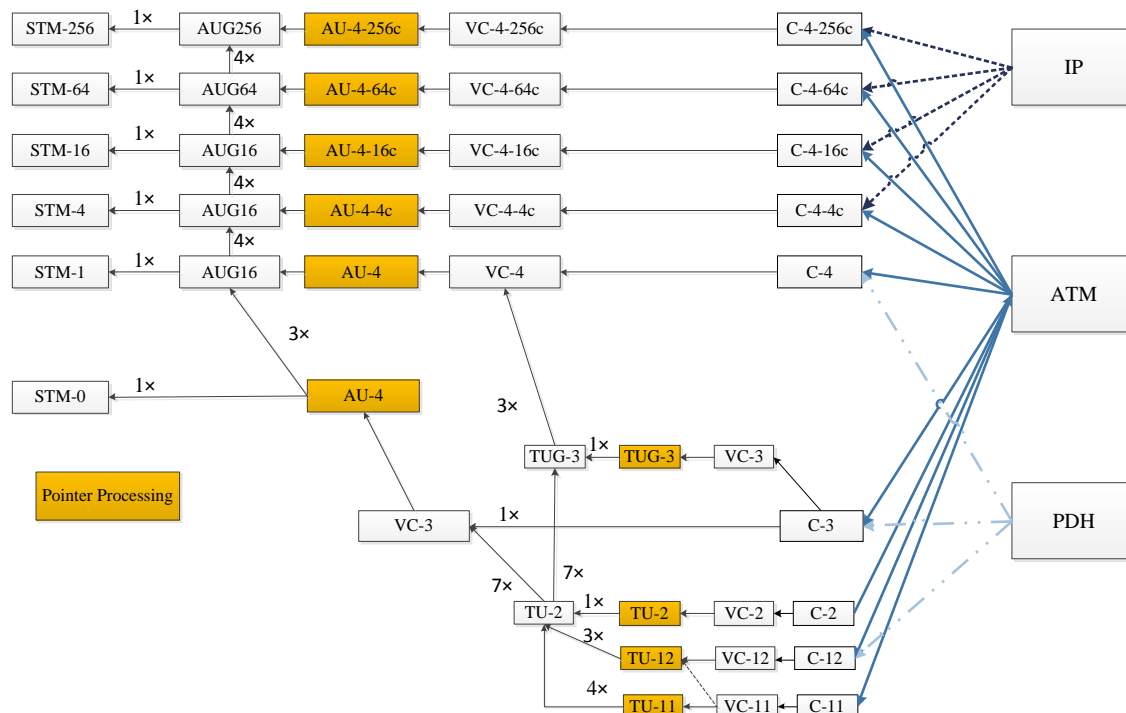 1×
STM-256
AUG256
AU-4-256c
VC-4-256c
C-4-256c
4×
IP
1×
STM-64
AUG64
AU-4-64c
VC-4-64c
C-4-64c
4×
1×
STM-16
AUG16
AU-4-16c
VC-4-16c
C-4-16c
4×
1×
STM-4
AUG16
AU-4-4c
VC-4-4c
C-4-4c
4×
1×
STM-1
AUG16
AU-4
VC-4
C-4
ATM
3×
1×
STM-0
AU-4
3×
1×
TUG-3
TUG-3
VC-3
Pointer Processing
1×
VC-3
C-3
PDH
7×
7×
1×
TU-2
TU-2
VC-2
C-2
3×
TU-12
VC-12
C-12
4×
TU-11
VC-11
C-11